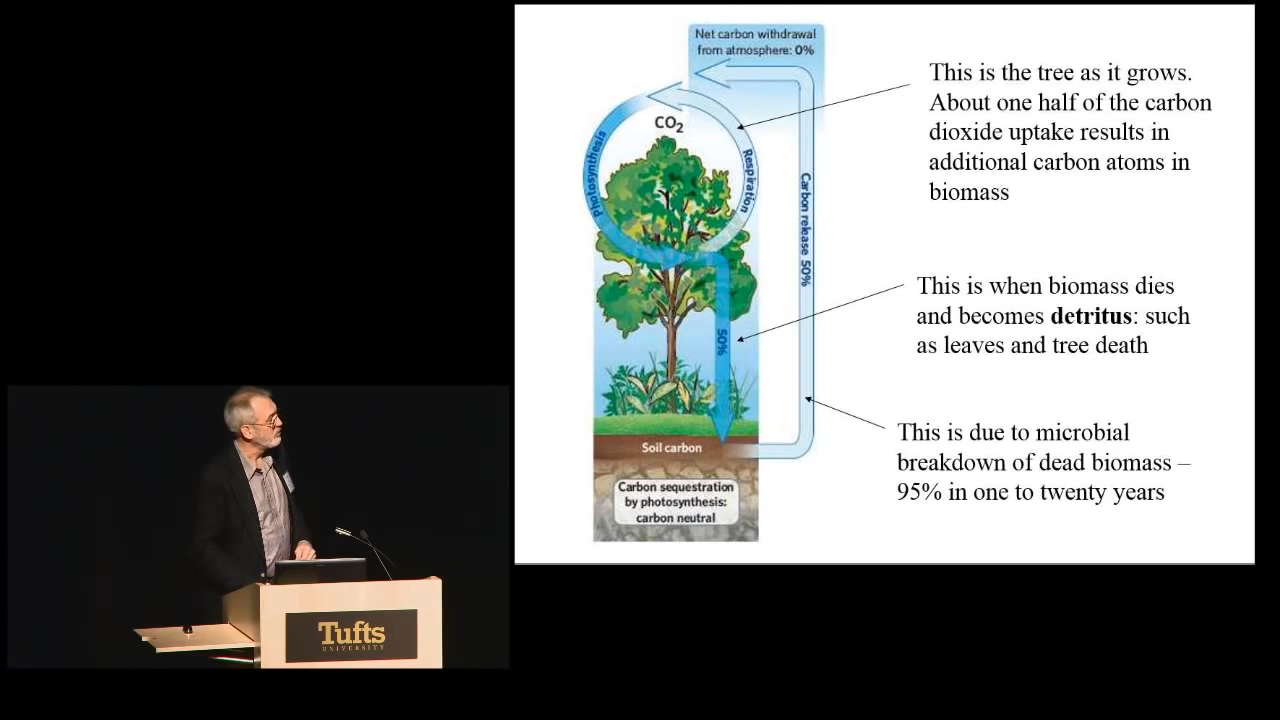 Net carbon withdrawal
from atmosphere: 0%
CO2
Photosynthesis
Respiration
Carbon release 50%
50%
Soil carbon
Carbon sequestration
by photosynthesis:
carbon neutral
This is the tree as it grows.
About one half of the carbon
dioxide uptake results in
additional carbon atoms in
biomass
This is when biomass dies
and becomes detritus: such
as leaves and tree death
This is due to microbial
breakdown of dead biomass –
95% in one to twenty years
Tufts
UNIVERSITY